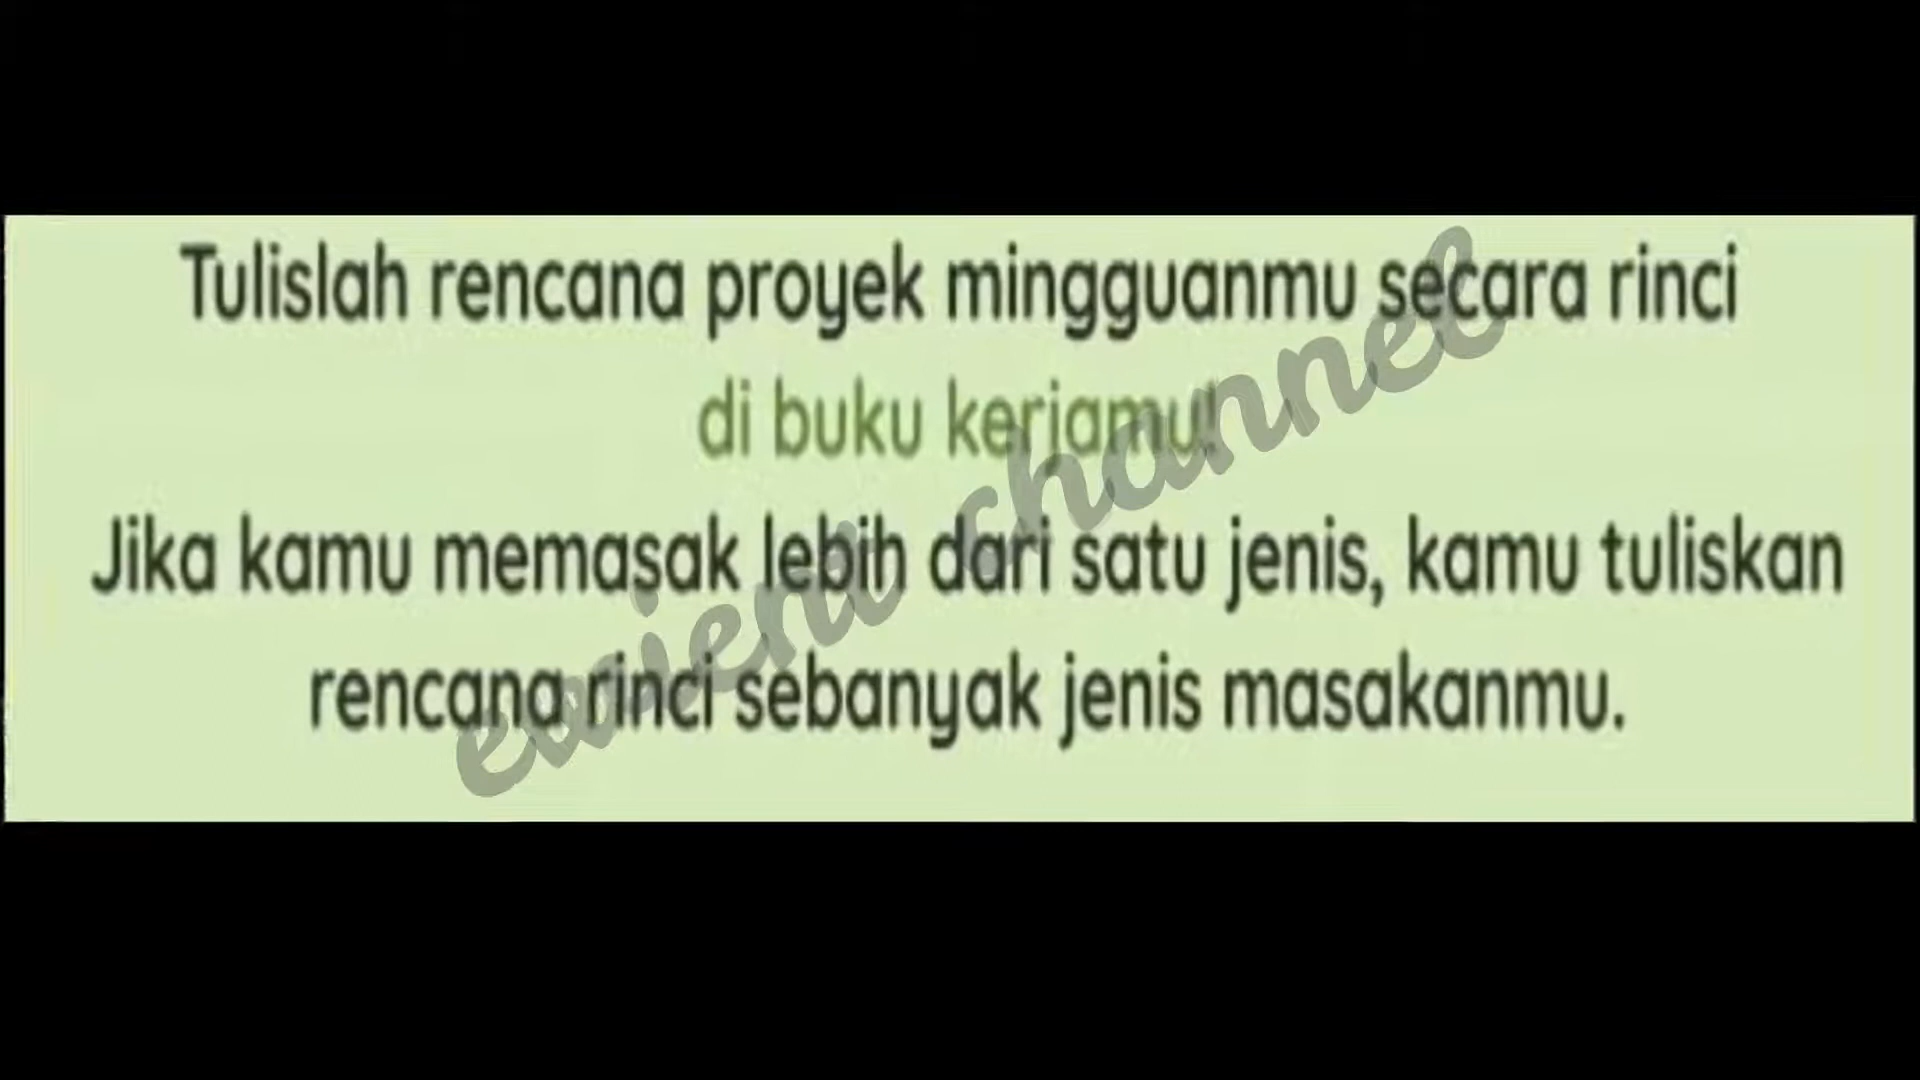 Tulislah rencana proyek mingguanmu secara rinci
di buku kerjamu!
Jika kamu memasak lebih dari satu jenis, kamu tuliskan
rencana rinci sebanyak jenis masakanmu.
channel